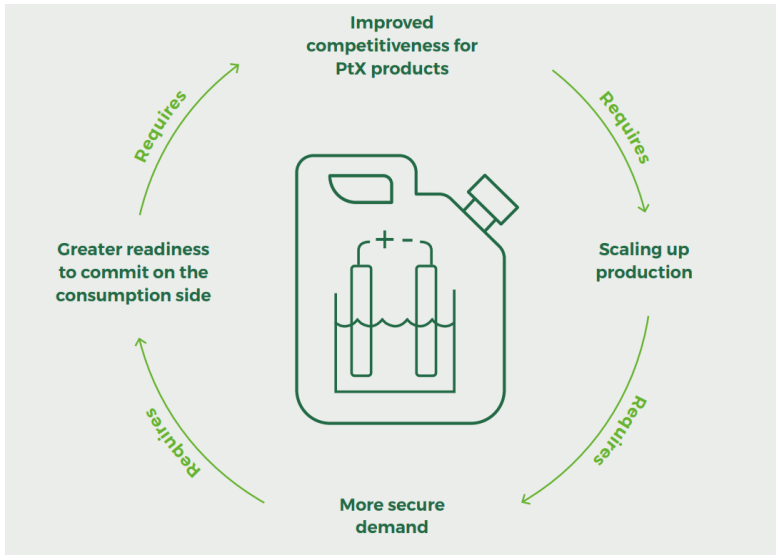 Improved
competitiveness for
PtX products
Requires
Requires
Greater readiness
to commit on the
consumption side
+ -
Scaling up
production
Requires
Requires
More secure
demand